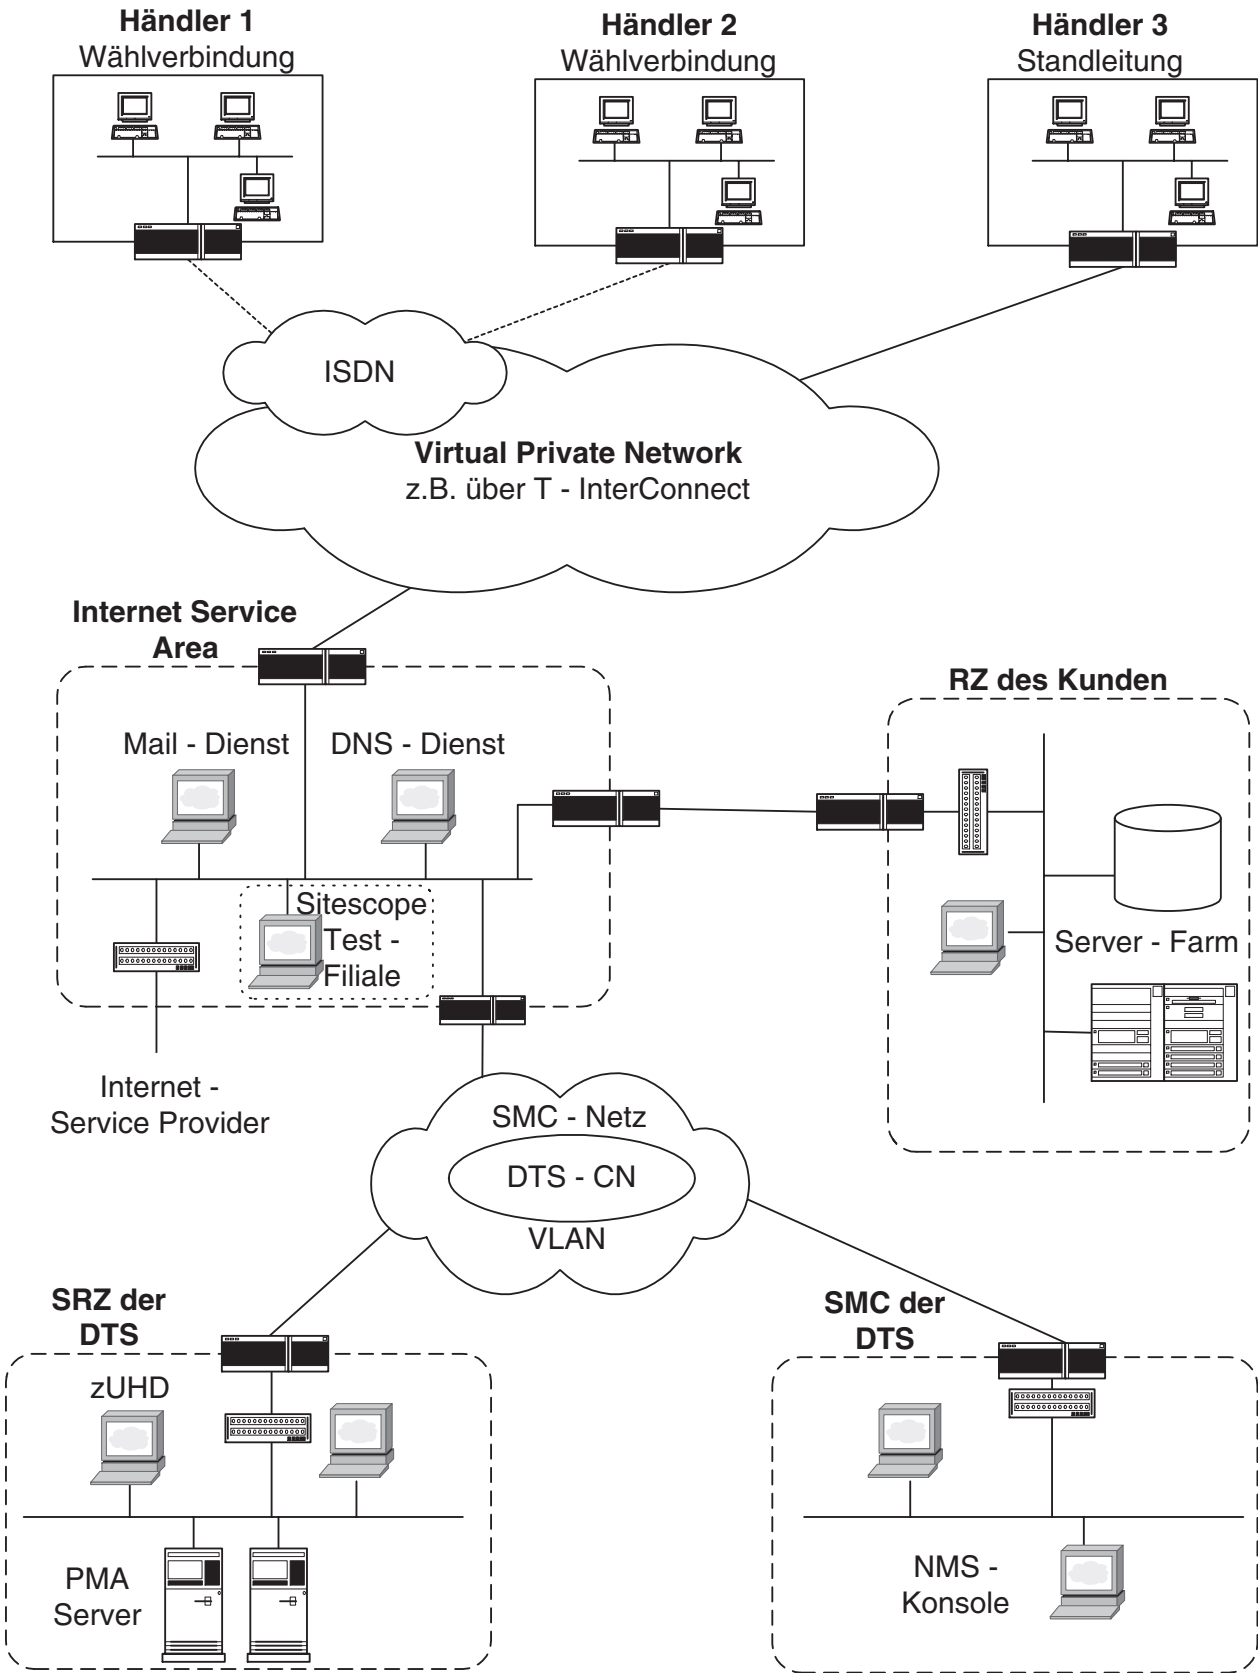 Händler 1
Wählverbindung
Händler 2
Wählverbindung
Händler 3
Standleitung
ISDN
Virtual Private Network
z.B. über T - InterConnect
Internet Service
Area
RZ des Kunden
Mail - Dienst
DNS - Dienst
Sitescope
Test -
Filiale
Server - Farm
Internet -
Service Provider
SMC - Netz
DTS - CN
VLAN
SRZ der
DTS
SMC der
DTS
zUHD
PMA
Server
NMS -
Konsole